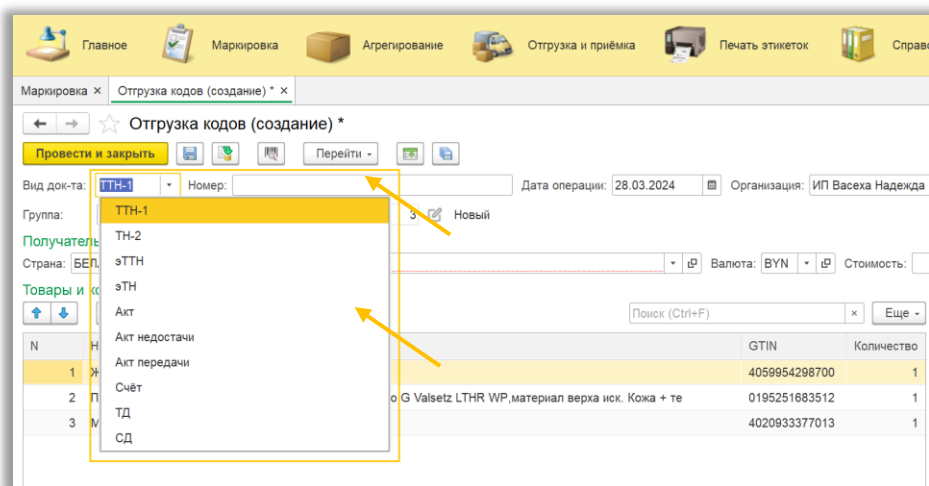 Главное Маркировка Агрегирование Отгрузка и приёмка Печать этикеток
Маркировка × Отгрузка кодов (создание) * ×
Отгрузка кодов (создание) *
Провести и закрыть Перейти
Вид док-та: ТТН-1 Номер: Дата операции: 28.03.2024 Организация: ИП Васеха Надежда
Группа: 3 Новый
ТТН-1
ТН-2
эТТН
эТН
Акт
Акт недостачи
Акт передачи
Счёт
ТД
СД
Получатель
Страна: Валюта: BYN Стоимость:
Товары и
Поиск (Ctrl+F) × Еще
N GTIN Количество
1 4059954298700 1
2 G Valsetz LTHR WP,материал верха иск. Кожа + те 0195251683512 1
3 4020933377013 1